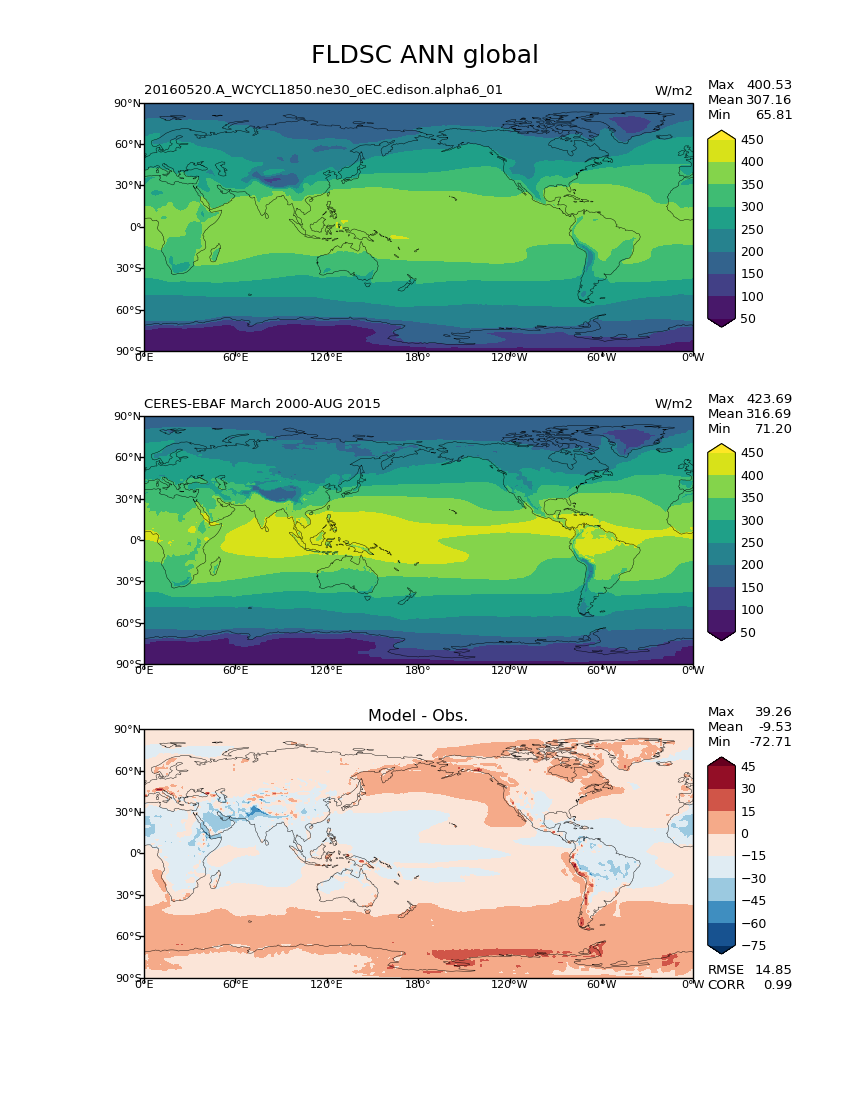 FLDSC ANN global
20160520.A_WCYCL1850.ne30_oEC.edison.alpha6_01 W/m2
Max 400.53
Mean 307.16
Min 65.81
90°N
60°N
30°N
0°
30°S
60°S
90°S
0°E 60°E 120°E 180° 120°W 60°W 0°W
450
400
350
300
250
200
150
100
50
CERES-EBAF March 2000-AUG 2015 W/m2
Max 423.69
Mean 316.69
Min 71.20
90°N
60°N
30°N
0°
30°S
60°S
90°S
0°E 60°E 120°E 180° 120°W 60°W 0°W
450
400
350
300
250
200
150
100
50
Model - Obs.
Max 39.26
Mean -9.53
Min -72.71
90°N
60°N
30°N
0°
30°S
60°S
90°S
0°E 60°E 120°E 180° 120°W 60°W 0°W
45
30
15
0
−15
−30
−45
−60
−75
RMSE 14.85
CORR 0.99